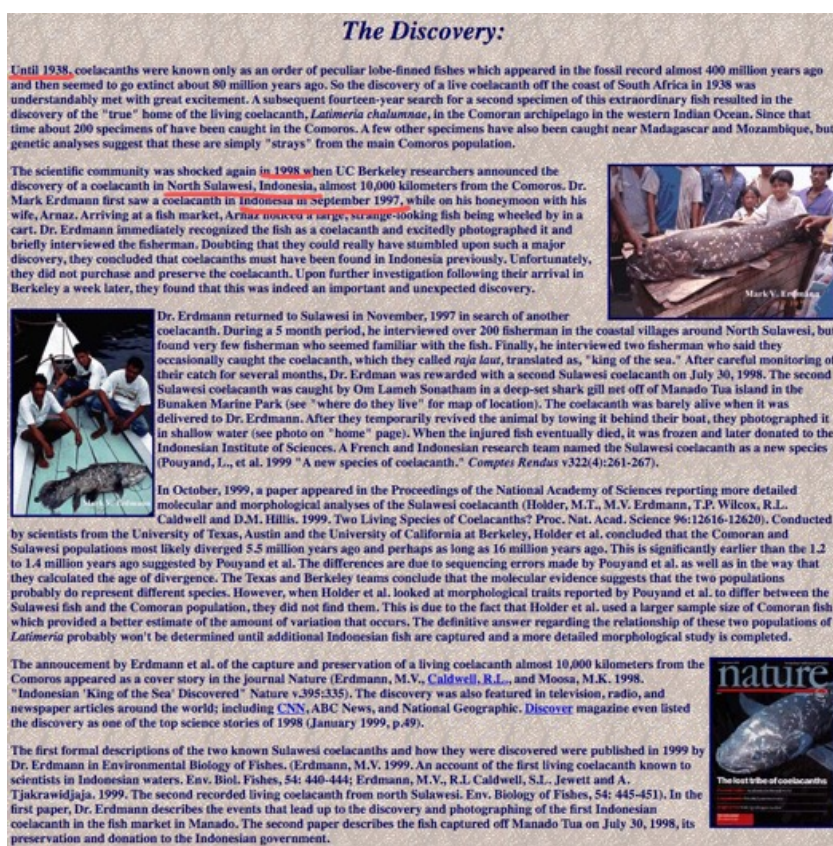 The Discovery:
Until 1938, coelacanths were known only as an order of peculiar lobe-finned fishes which appeared in the fossil record almost 400 million years ago
and then seemed to go extinct about 80 million years ago. So the discovery of a live coelacanth off the coast of South Africa in 1938 was
understandably met with great excitement. A subsequent fourteen-year search for a second specimen of this extraordinary fish resulted in the
discovery of the "true" home of the living coelacanth, Latimeria chalumnae, in the Comoran archipelago in the western Indian Ocean. Since that
time about 200 specimens of have been caught in the Comoros. A few other specimens have also been caught near Madagascar and Mozambique, but
genetic analyses suggest that these are simply "strays" from the main Comoros population.
The scientific community was shocked again in 1998 when UC Berkeley researchers announced the
discovery of a coelacanth in North Sulawesi, Indonesia, almost 10,000 kilometers from the Comoros. Dr.
Mark Erdmann first saw a coelacanth in Indonesia in September 1997, while on his honeymoon with his
wife, Arnaz. Arriving at a fish market, Arnaz noticed a large, strange-looking fish being wheeled by in a
cart. Dr. Erdmann immediately recognized the fish as a coelacanth and excitedly photographed it and
briefly interviewed the fisherman. Doubting that they could really have stumbled upon such a major
discovery, they concluded that coelacanths must have been found in Indonesia previously. Unfortunately,
they did not purchase and preserve the coelacanth. Upon further investigation following their arrival in
Berkeley a week later, they found that this was indeed an important and unexpected discovery.
Mark V. Erdmann
Dr. Erdmann returned to Sulawesi in November, 1997 in search of another
coelacanth. During a 5 month period, he interviewed over 200 fisherman in the coastal villages around North Sulawesi, but
found very few fisherman who seemed familiar with the fish. Finally, he interviewed two fisherman who said they
occasionally caught the coelacanth, which they called raja laut, translated as, "king of the sea." After careful monitoring of
their catch for several months, Dr. Erdman was rewarded with a second Sulawesi coelacanth on July 30, 1998. The second
Sulawesi coelacanth was caught by Om Lameh Sonatham in a deep-set shark gill net off of Manado Tua island in the
Bunaken Marine Park (see "where do they live" for map of location). The coelacanth was barely alive when it was
delivered to Dr. Erdmann. After they temporarily revived the animal by towing it behind their boat, they photographed it
in shallow water (see photo on "home" page). When the injured fish eventually died, it was frozen and later donated to the
Indonesian Institute of Sciences. A French and Indonesian research team named the Sulawesi coelacanth as a new species
(Pouyand, L., et al. 1999 "A new species of coelacanth." Comptes Rendus v322(4):261-267).
Mark V. Erdmann
In October, 1999, a paper appeared in the Proceedings of the National Academy of Sciences reporting more detailed
molecular and morphological analyses of the Sulawesi coelacanth (Holder, M.T., M.V. Erdmann, T.P. Wilcox, R.L.
Caldwell and D.M. Hillis. 1999. Two Living Species of Coelacanths? Proc. Nat. Acad. Science 96:12616-12620). Conducted
by scientists from the University of Texas, Austin and the University of California at Berkeley, Holder et al. concluded that the Comoran and
Sulawesi populations most likely diverged 5.5 million years ago and perhaps as long as 16 million years ago. This is significantly earlier than the 1.2
to 1.4 million years ago suggested by Pouyand et al. The differences are due to sequencing errors made by Pouyand et al. as well as in the way that
they calculated the age of divergence. The Texas and Berkeley teams conclude that the molecular evidence suggests that the two populations
probably do represent different species. However, when Holder et al. looked at morphological traits reported by Pouyand et al. to differ between the
Sulawesi fish and the Comoran population, they did not find them. This is due to the fact that Holder et al. used a larger sample size of Comoran fish
which provided a better estimate of the amount of variation that occurs. The definitive answer regarding the relationship of these two populations of
Latimeria probably won't be determined until additional Indonesian fish are captured and a more detailed morphological study is completed.
The annoucement by Erdmann et al. of the capture and preservation of a living coelacanth almost 10,000 kilometers from the
Comoros appeared as a cover story in the journal Nature (Erdmann, M.V., Caldwell, R.L., and Moosa, M.K. 1998.
"Indonesian 'King of the Sea' Discovered" Nature v.395:335). The discovery was also featured in television, radio, and
newspaper articles around the world; including CNN, ABC News, and National Geographic. Discover magazine even listed
the discovery as one of the top science stories of 1998 (January 1999, p.49).
nature
The lost tribe of coelacanths
The first formal descriptions of the two known Sulawesi coelacanths and how they were discovered were published in 1999 by
Dr. Erdmann in Environmental Biology of Fishes. (Erdmann, M.V. 1999. An account of the first living coelacanth known to
scientists in Indonesian waters. Env. Biol. Fishes, 54: 440-444; Erdmann, M.V., R.L Caldwell, S.L. Jewett and A.
Tjakrawidjaja. 1999. The second recorded living coelacanth from north Sulawesi. Env. Biology of Fishes, 54: 445-451). In the
first paper, Dr. Erdmann describes the events that lead up to the discovery and photographing of the first Indonesian
coelacanth in the fish market in Manado. The second paper describes the fish captured off Manado Tua on July 30, 1998, its
preservation and donation to the Indonesian government.